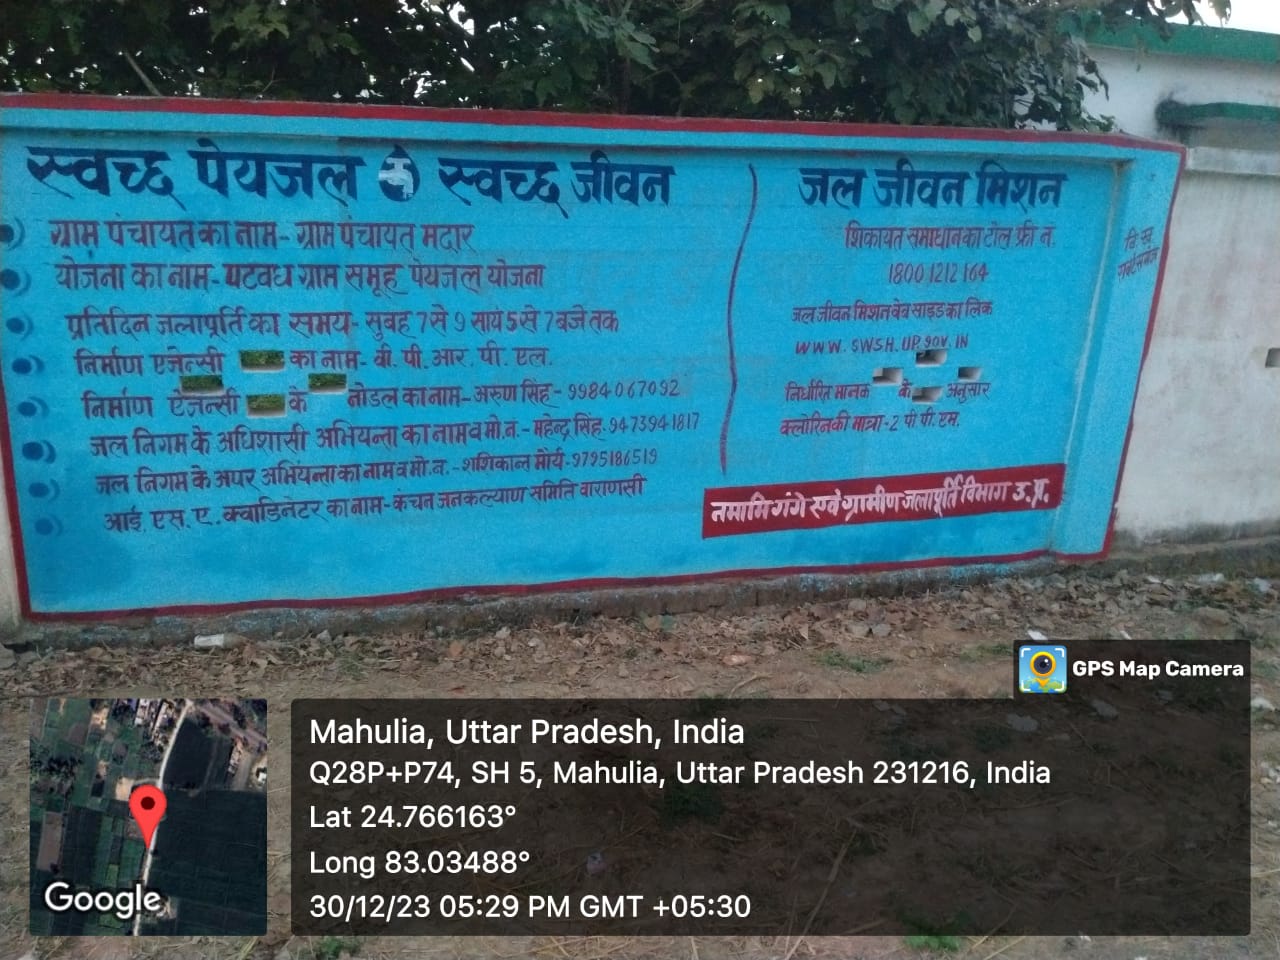 स्वच्छ पेयजल स्वच्छ जीवन
ग्राम पंचायत का नाम- ग्राम पंचायत मदार
योजना का नाम- पटवध ग्राम समूह पेयजल योजना
प्रतिदिन जलापूर्ति का समय- सुबह 7 से 9 सायं 5 से 7 बजे तक
निर्माण एजेन्सी का नाम- वी. पी. आर. पी. एल.
निर्माण ऐजन्सी के नोडल का नाम- अरुण सिंह- 9984067092
जल निगम के अधिशासी अभियन्ता का नाम व मो. न.- महेन्द्र सिंह- 9473941817
जल निगम के अपर अभियन्ता का नाम व मो. न.- शशिकान्त मौर्य- 9795186519
आई. एस. ए. क्वाडिनेटर का नाम- कंचन जनकल्याण समिति वाराणसी
जल जीवन मिशन
शिकायत समाधान का टोल फ्री न.
1800 1212 164
जल जीवन मिशन वेब साइड का लिंक
WWW. SWSH. UP. GOV. IN
निर्धारित मानक के अनुसार
क्लोरिन की मात्रा- 2 पी. पी. एम.
नमामि गंगे एवं ग्रामीण जलापूर्ति विभाग उ. प्र.
वि. ख.
GPS Map Camera
Mahulia, Uttar Pradesh, India
Q28P+P74, SH 5, Mahulia, Uttar Pradesh 231216, India
Lat 24.766163°
Long 83.03488°
30/12/23 05:29 PM GMT +05:30
Google